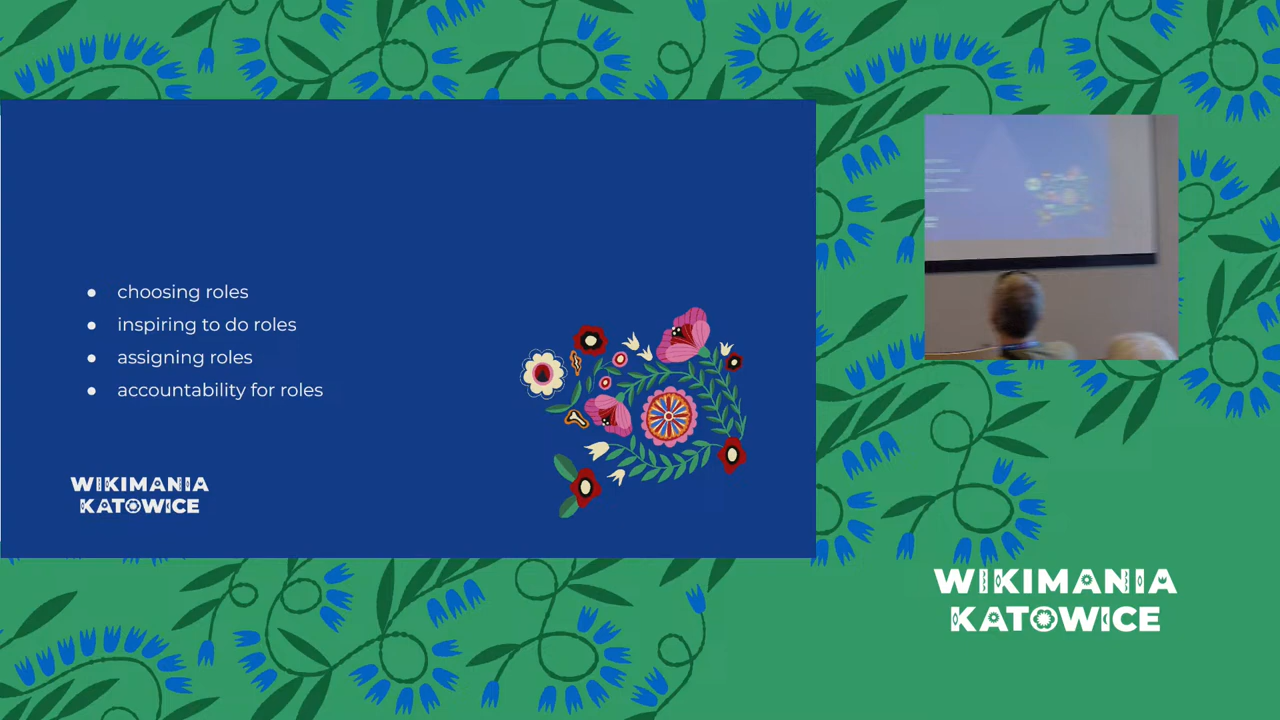 choosing roles
inspiring to do roles
assigning roles
accountability for roles
WIKIMANIA
KATOWICE
WIKIMANIA
KATOWICE